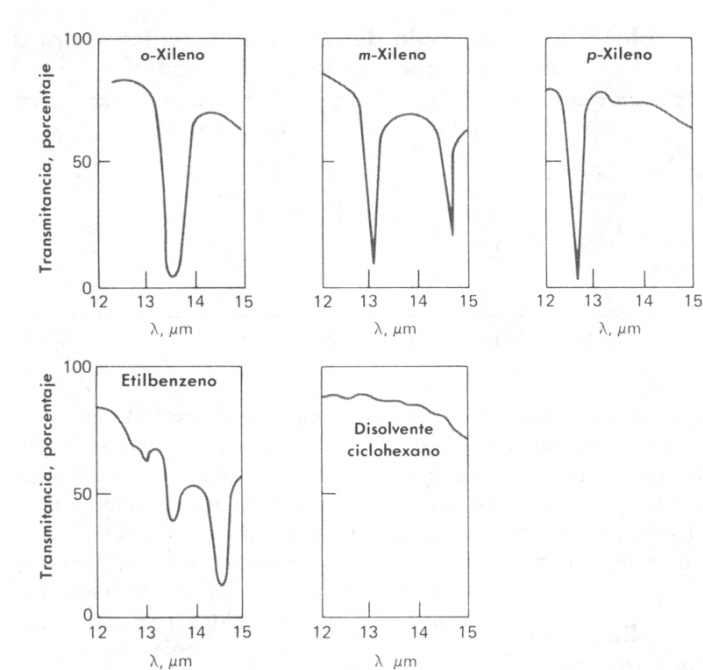 100
o-Xileno
m-Xileno
p-Xileno
Transmitancia, porcentaje
50
0
12 13 14 15
12 13 14 15
12 13 14 15
λ, μm
λ, μm
λ, μm
100
Etilbenzeno
Disolvente
ciclohexano
Transmitancia, porcentaje
50
0
12 13 14 15
12 13 14 15
λ, μm
λ, μm